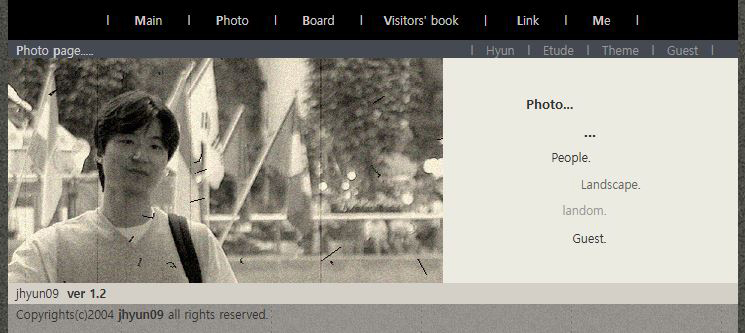 | Main | Photo | Board | Visitors' book | Link | Me |
Photo page..... | Hyun | Etude | Theme | Guest |
Photo...
...
People.
Landscape.
landom.
Guest.
jhyun09 ver 1.2
Copyrights(c)2004 jhyun09 all rights reserved.